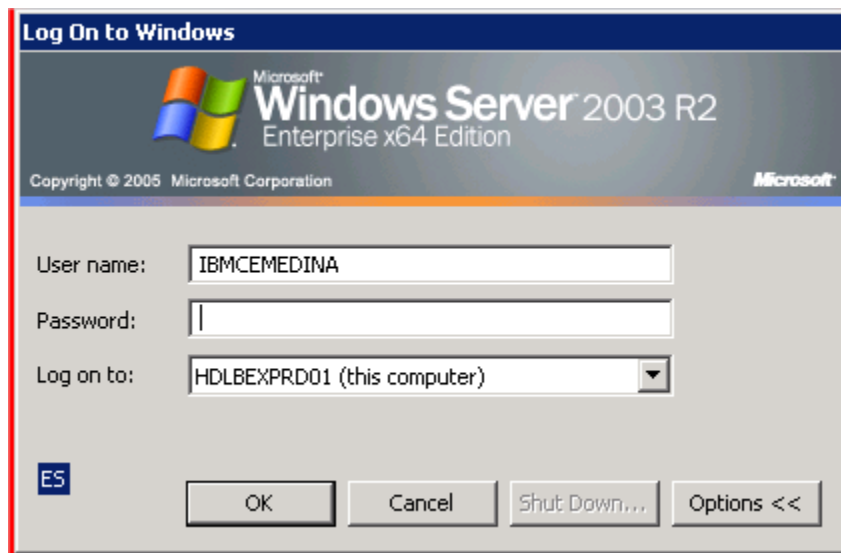 Log On to Windows
Microsoft
Windows Server 2003 R2
Enterprise x64 Edition
Copyright © 2005 Microsoft Corporation Microsoft
User name: IBMCEMEDINA
Password:
Log on to: HDLBEXPRD01 (this computer)
ES
OK Cancel Shut Down... Options <<